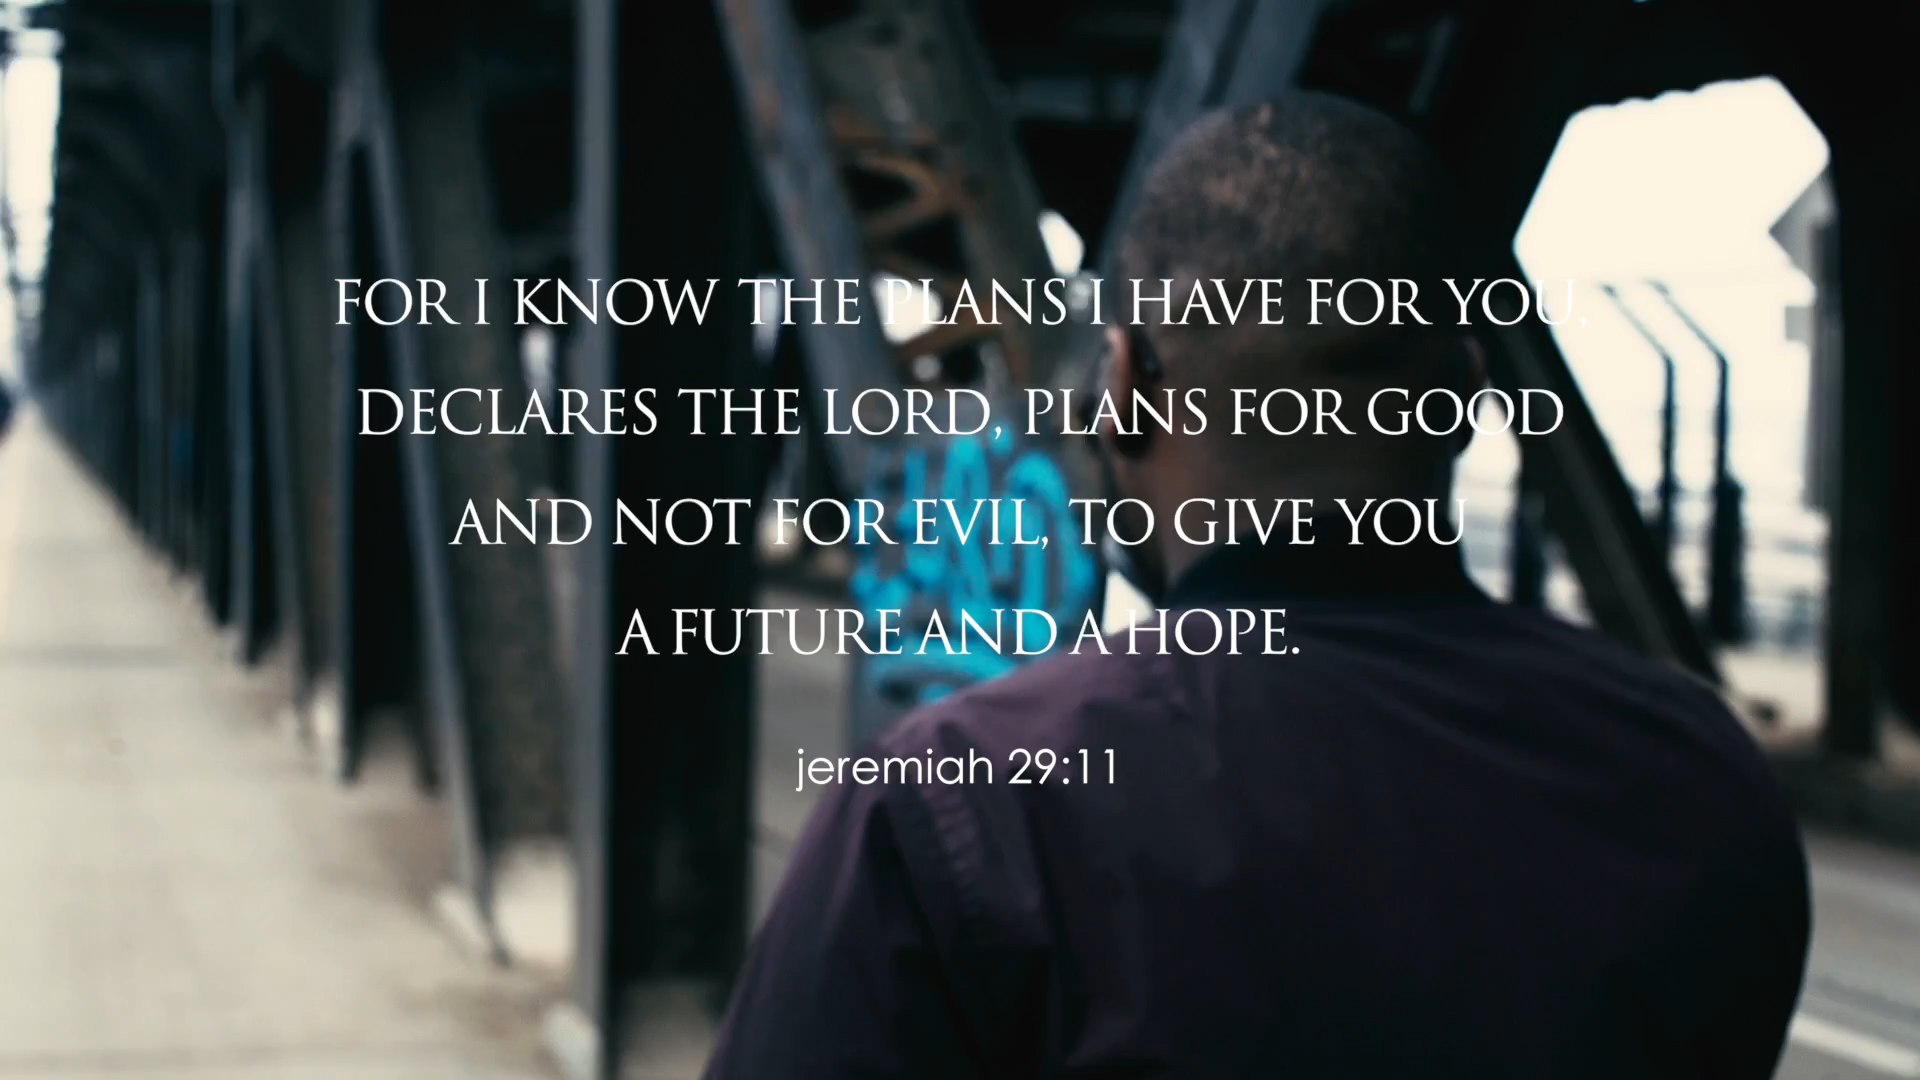 FOR I KNOW THE PLANS I HAVE FOR YOU,
DECLARES THE LORD, PLANS FOR GOOD
AND NOT FOR EVIL, TO GIVE YOU
A FUTURE AND A HOPE.
jeremiah 29:11